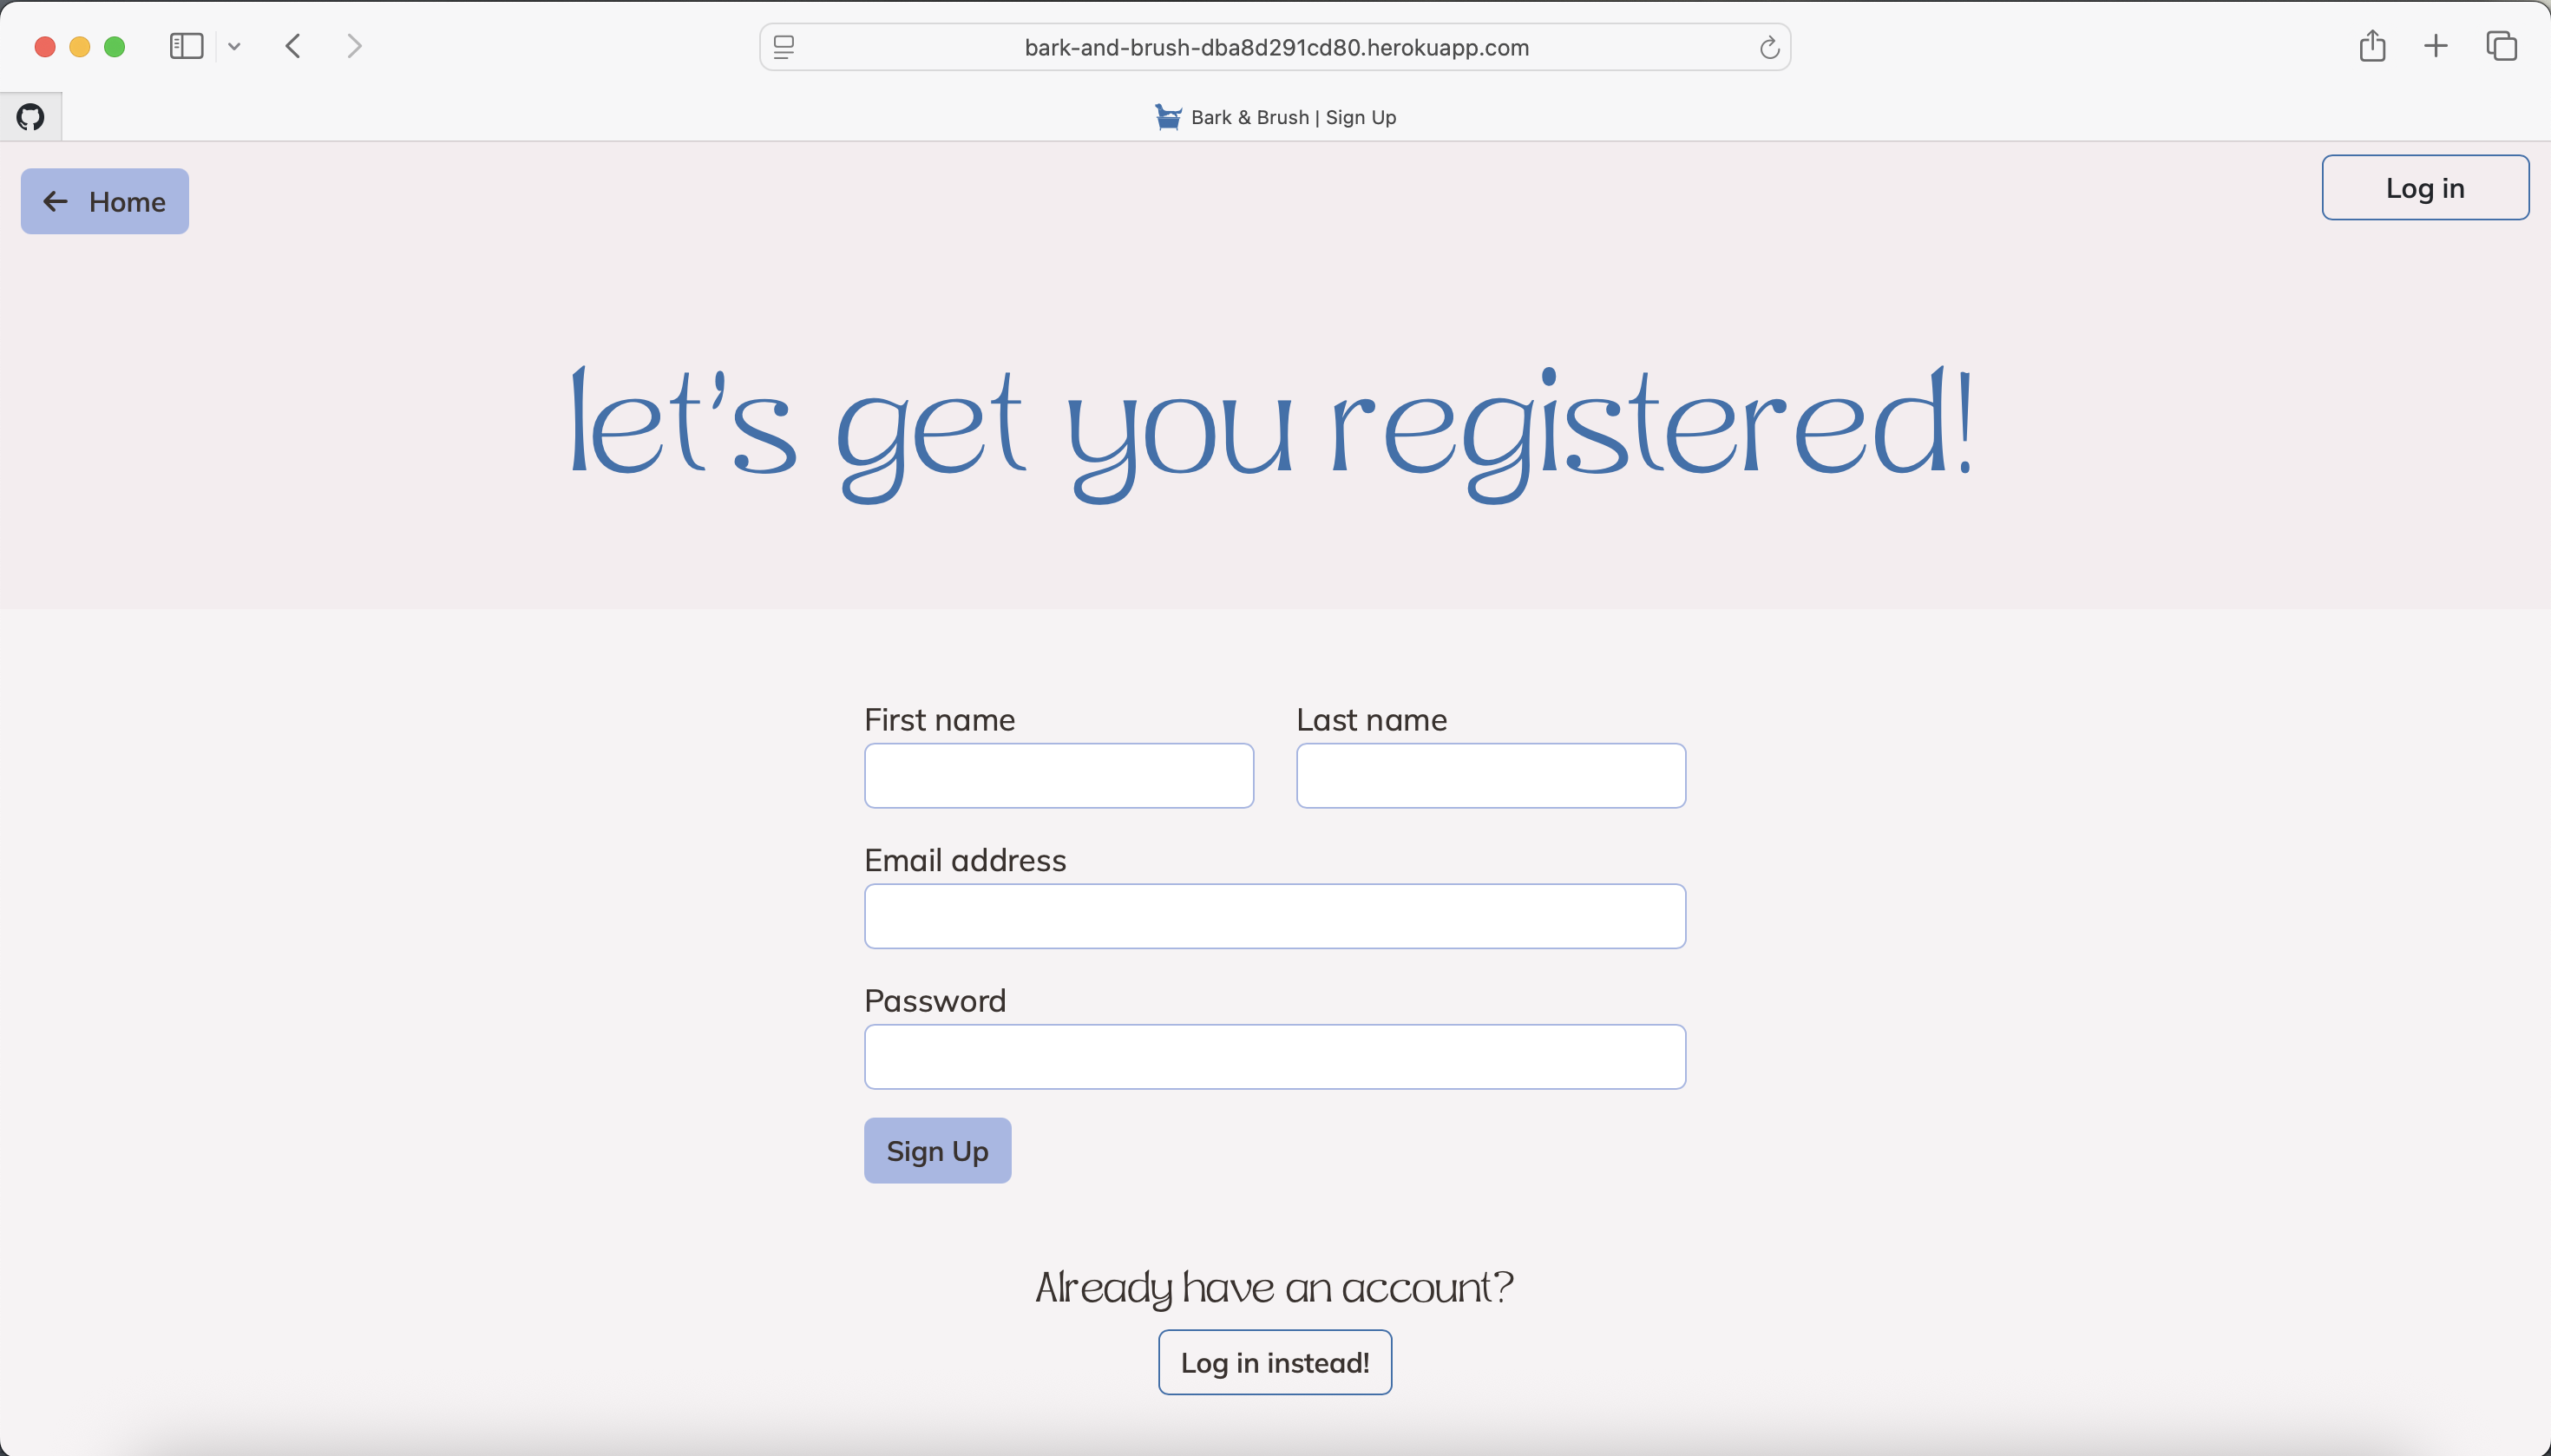 bark-and-brush-dba8d291cd80.herokuapp.com
Bark & Brush | Sign Up
Home
Log in
let's get you registered!
First name
Last name
Email address
Password
Sign Up
Already have an account?
Log in instead!